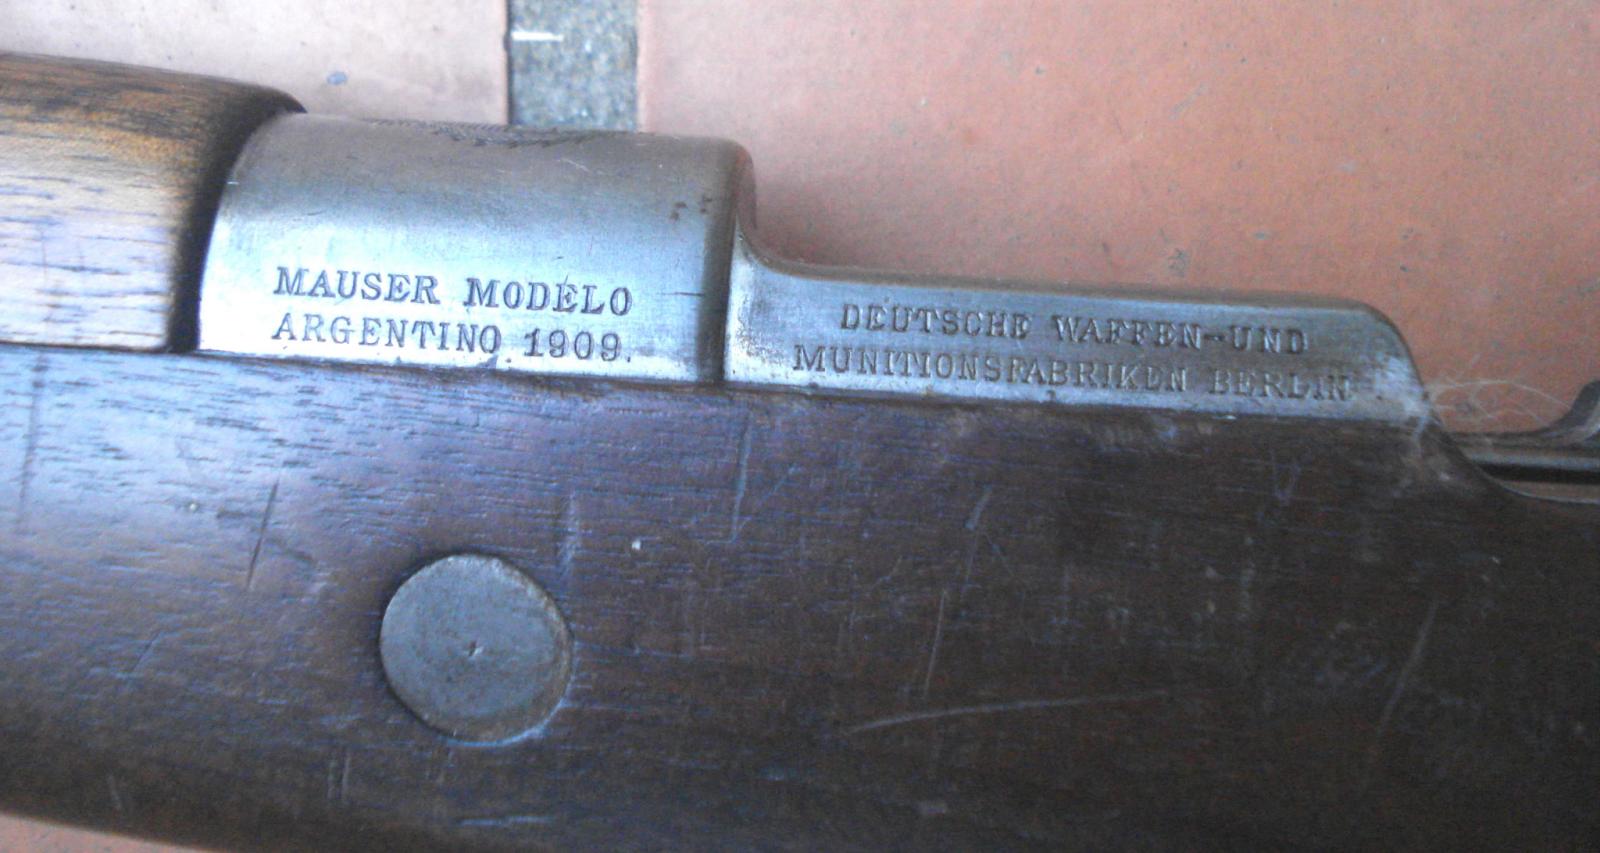 MAUSER MODELO
ARGENTINO 1909.
DEUTSCHE WAFFEN-UND
MUNITIONSFABRIKEN BERLIN.